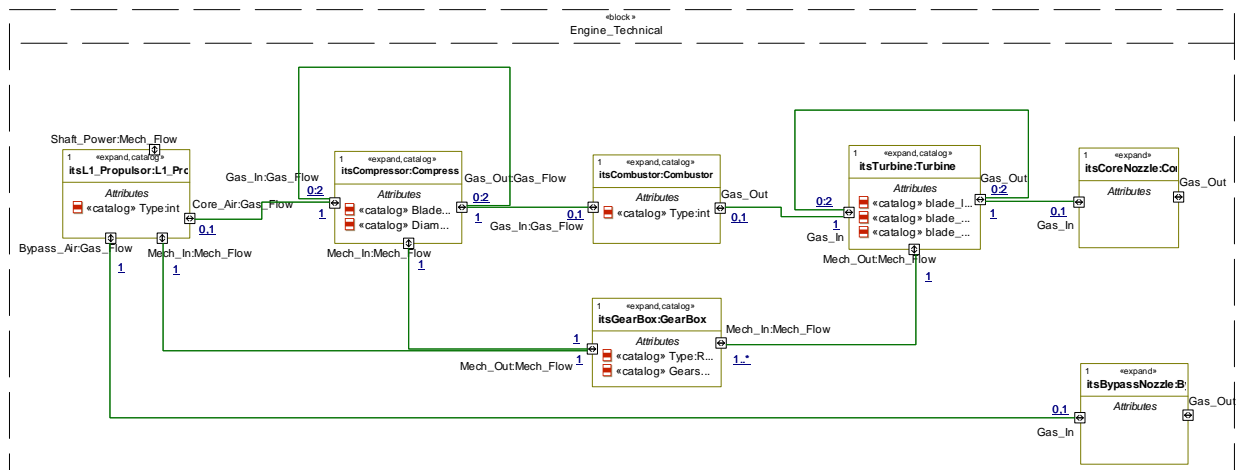 «block»
Engine_Technical
Shaft_Power:Mech_Flow
1 «expand,catalog»
itsL1_Propulsor:L1_Pro
Attributes
«catalog» Type:int
Core_Air:Gas_Flow
0,1
Bypass_Air:Gas_Flow
1
Mech_In:Mech_Flow
1
Gas_In:Gas_Flow
0:2
1
1 «expand,catalog»
itsCompressor:Compress
Attributes
«catalog» Blade...
«catalog» Diam...
Gas_Out:Gas_Flow
0:2
1
Mech_In:Mech_Flow
1
1 «expand,catalog»
itsCombustor:Combustor
Attributes
«catalog» Type:int
0,1
Gas_In:Gas_Flow
Gas_Out
0,1
1 «expand,catalog»
itsTurbine:Turbine
Attributes
«catalog» blade_l...
«catalog» blade_...
«catalog» blade_...
0:2
1
Gas_In
Gas_Out
0:2
1
Mech_Out:Mech_Flow
1
1 «expand»
itsCoreNozzle:Co
Attributes
0,1
Gas_In
Gas_Out
1 «expand,catalog»
itsGearBox:GearBox
Attributes
«catalog» Type:R...
«catalog» Gears...
1
1
Mech_Out:Mech_Flow
Mech_In:Mech_Flow
1..*
1 «expand»
itsBypassNozzle:By
Attributes
0,1
Gas_In
Gas_Out